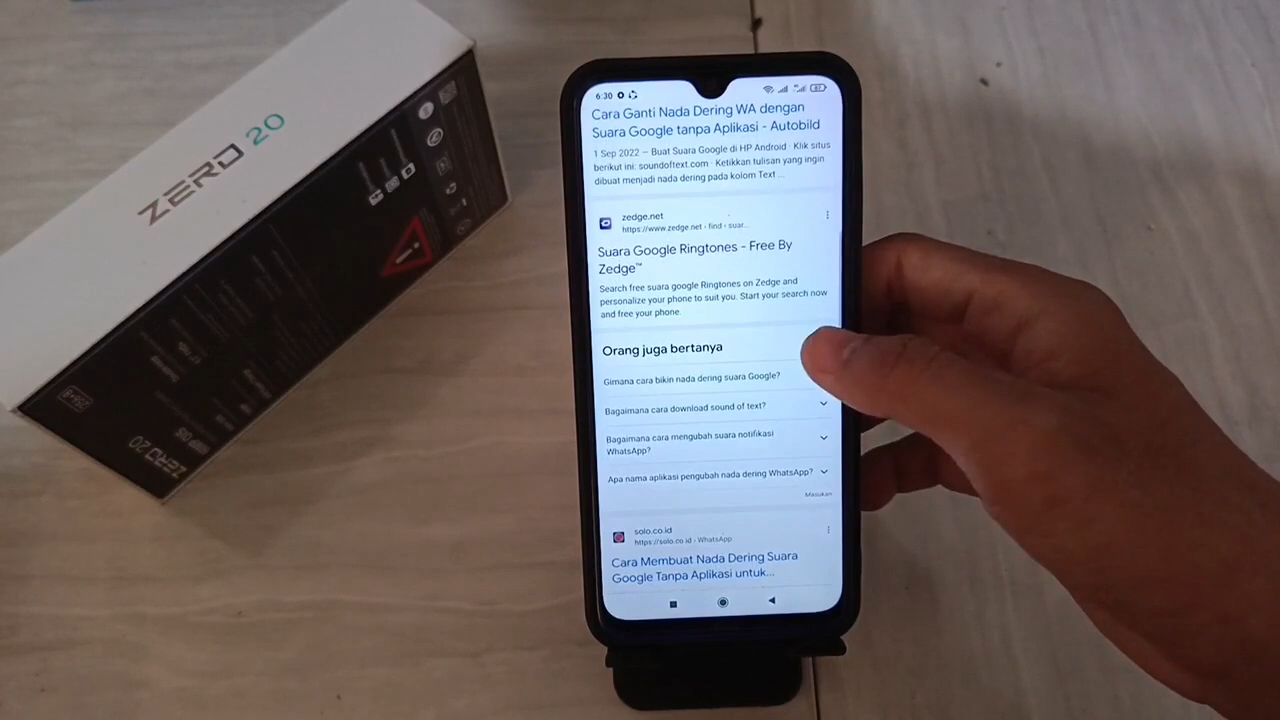 ZERO 20
ZERO 20
6:30
87
Cara Ganti Nada Dering WA dengan
Suara Google tanpa Aplikasi - Autobild
1 Sep 2022 — Buat Suara Google di HP Android · Klik situs
berikut ini: soundoftext.com · Ketikkan tulisan yang ingin
dibuat menjadi nada dering pada kolom Text ...
zedge.net
https://www.zedge.net › find › suar...
Suara Google Ringtones - Free By
Zedge™
Search free suara google Ringtones on Zedge and
personalize your phone to suit you. Start your search now
and free your phone.
Orang juga bertanya
Gimana cara bikin nada dering suara Google?
Bagaimana cara download sound of text?
Bagaimana cara mengubah suara notifikasi
WhatsApp?
Apa nama aplikasi pengubah nada dering WhatsApp?
Masukan
solo.co.id
https://solo.co.id › WhatsApp
Cara Membuat Nada Dering Suara
Google Tanpa Aplikasi untuk...